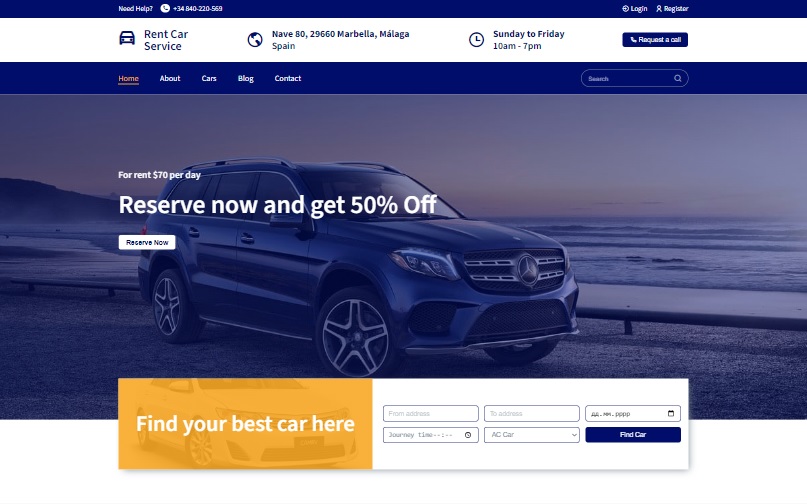 Need Help? +34 840-220-569
Login Register
Rent Car
Service
Nave 80, 29660 Marbella, Málaga
Spain
Sunday to Friday
10am - 7pm
Request a call
Home About Cars Blog Contact
Search
For rent $70 per day
Reserve now and get 50% Off
Reserve Now
Find your best car here
From address To address дд.мм.рррр
Journey time--:-- AC Car Find Car